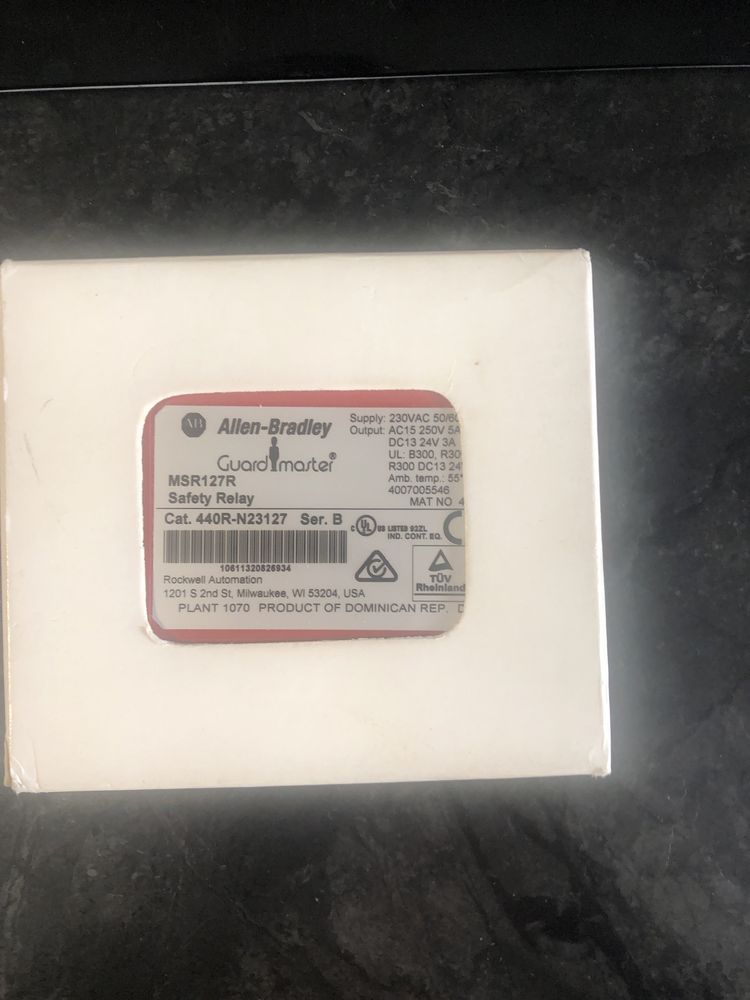 AB Allen-Bradley
Guardmaster®
MSR127R
Safety Relay
Cat. 440R-N23127 Ser. B
10611320826934
Rockwell Automation
1201 S 2nd St, Milwaukee, WI 53204, USA
PLANT 1070 PRODUCT OF DOMINICAN REP.
Supply: 230VAC 50/6
Output: AC15 250V 5A
DC13 24V 3A
UL: B300, R30
R300 DC13 24
Amb. temp.: 55°
4007005546
MAT NO 4
c UL US LISTED 92ZL
IND. CONT. EQ.
TÜV
Rheinland